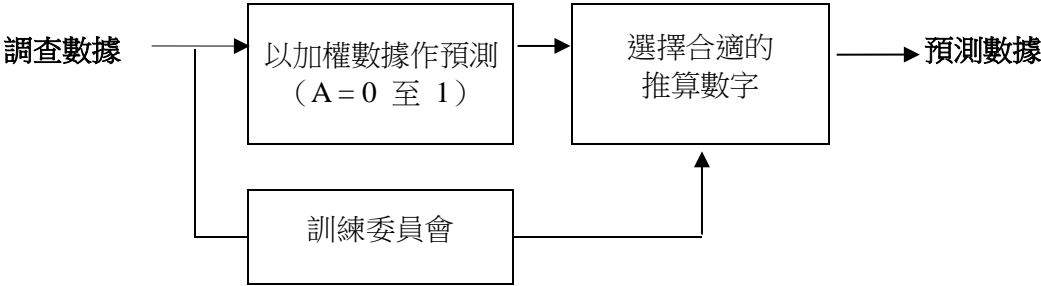 調查數據
以加權數據作預測
（A = 0 至 1）
選擇合適的
推算數字
預測數據
訓練委員會